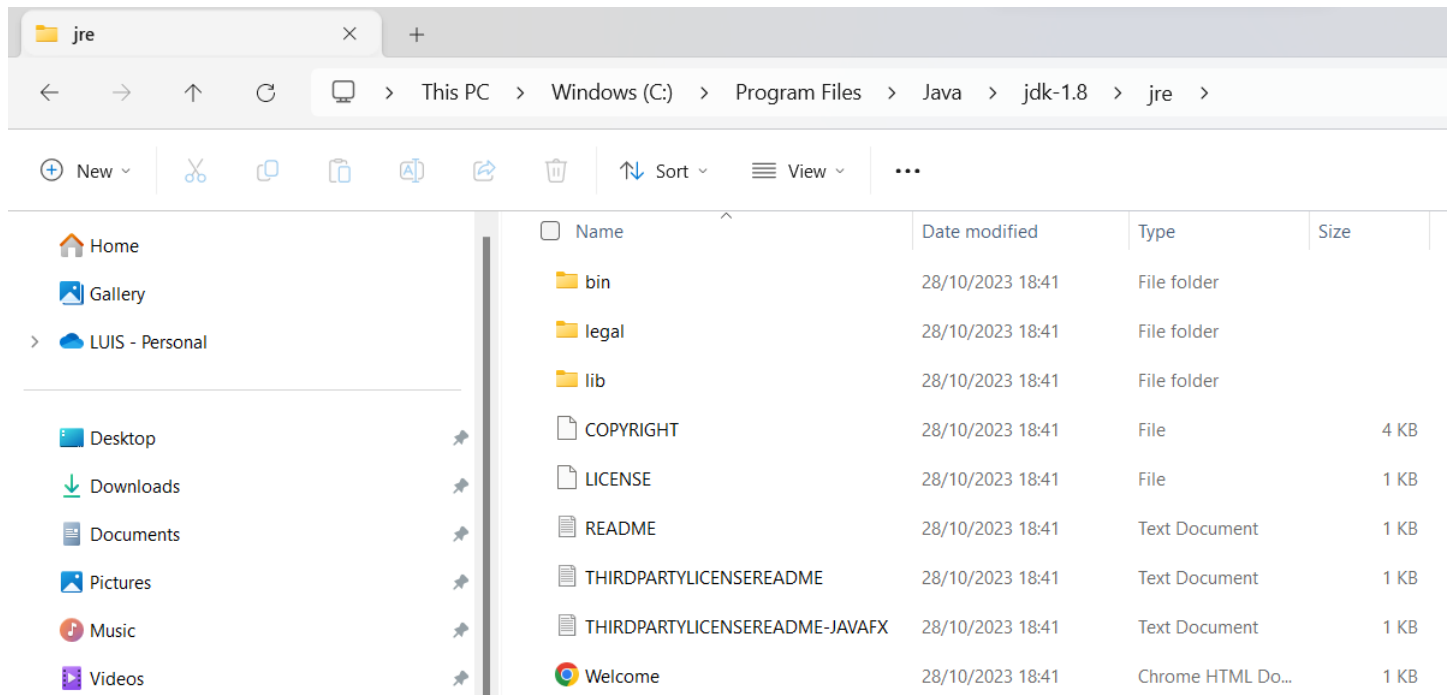 jre
This PC > Windows (C:) > Program Files > Java > jdk-1.8 > jre >
New Sort View ...
Name Date modified Type Size
Home
Gallery
LUIS - Personal
Desktop
Downloads
Documents
Pictures
Music
Videos
bin 28/10/2023 18:41 File folder
legal 28/10/2023 18:41 File folder
lib 28/10/2023 18:41 File folder
COPYRIGHT 28/10/2023 18:41 File 4 KB
LICENSE 28/10/2023 18:41 File 1 KB
README 28/10/2023 18:41 Text Document 1 KB
THIRDPARTYLICENSEREADME 28/10/2023 18:41 Text Document 1 KB
THIRDPARTYLICENSEREADME-JAVAFX 28/10/2023 18:41 Text Document 1 KB
Welcome 28/10/2023 18:41 Chrome HTML Do... 1 KB